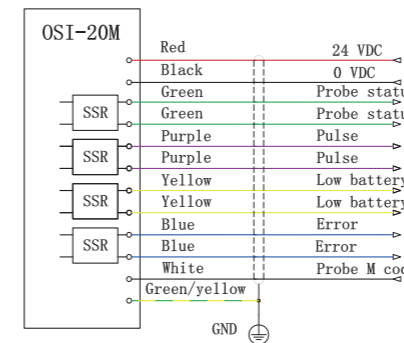 OSI-20M
Red 24 VDC
Black 0 VDC
Green Probe statu
SSR
Green Probe statu
Purple Pulse
SSR
Purple Pulse
Yellow Low battery
SSR
Yellow Low battery
Blue Error
SSR
Blue Error
White Probe M co
Green/yellow
GND